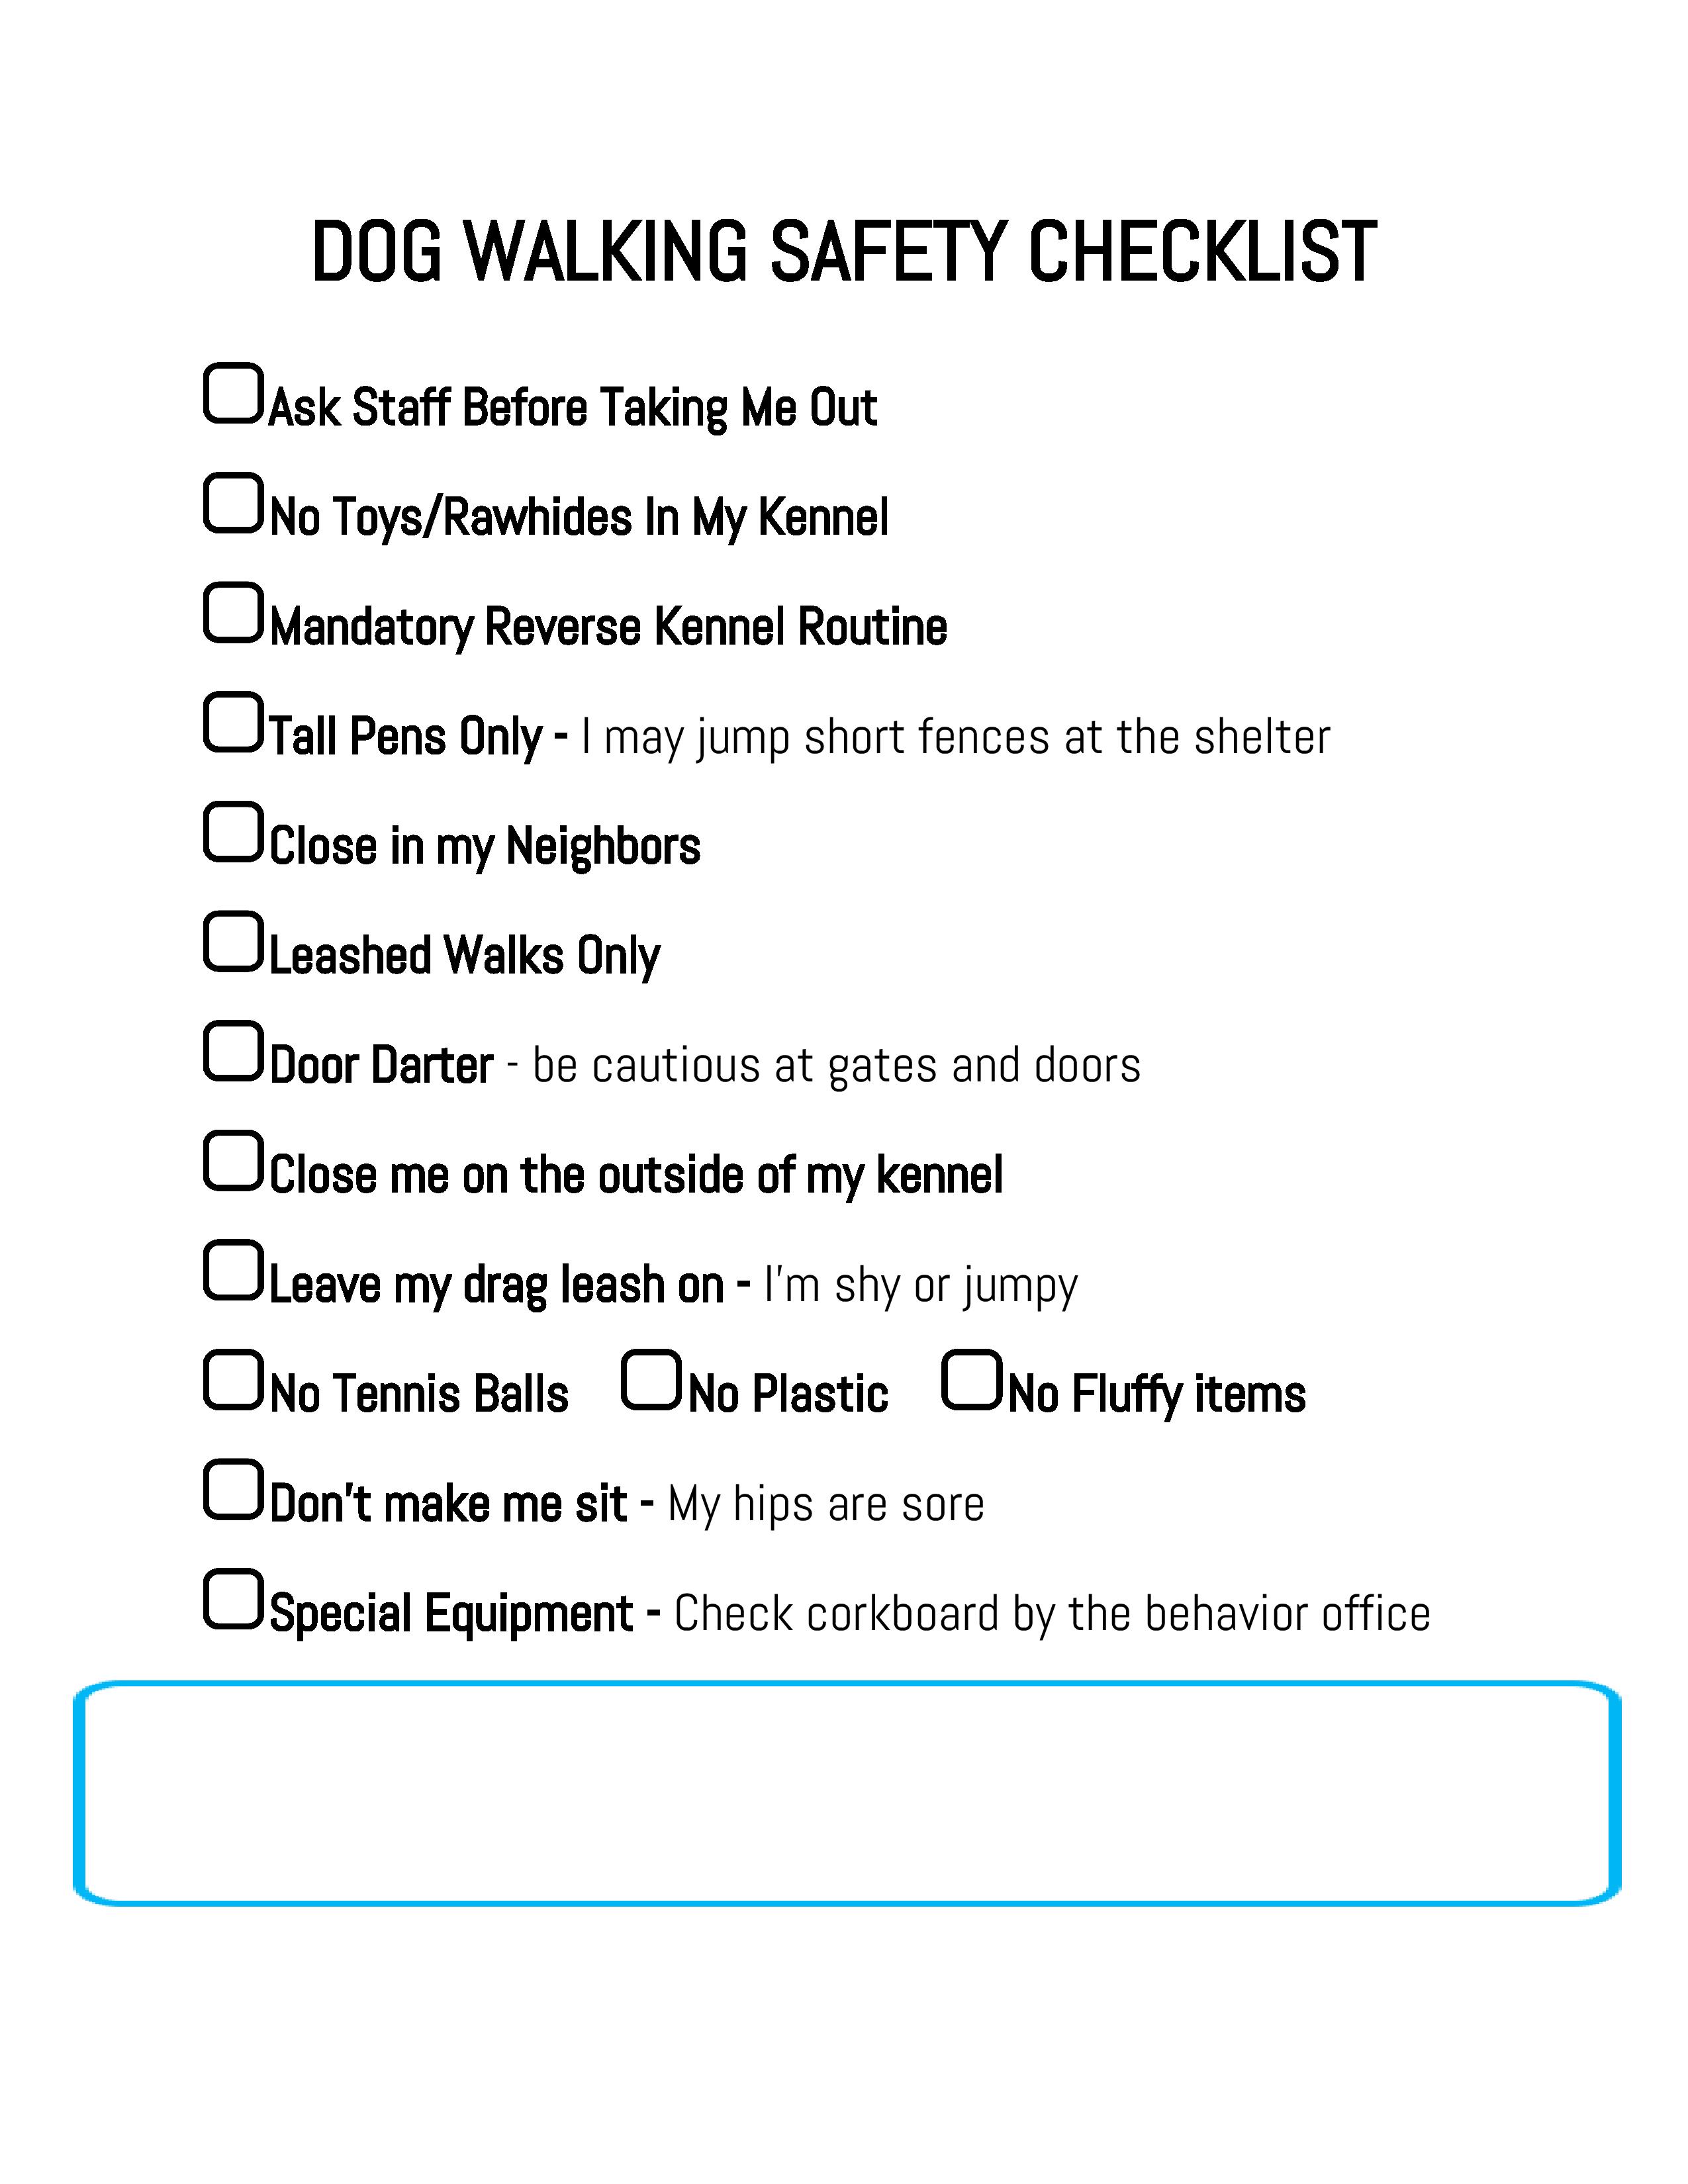 DOG WALKING SAFETY CHECKLIST
Ask Staff Before Taking Me Out
No Toys/Rawhides In My Kennel
Mandatory Reverse Kennel Routine
Tall Pens Only - I may jump short fences at the shelter
Close in my Neighbors
Leashed Walks Only
Door Darter - be cautious at gates and doors
Close me on the outside of my kennel
Leave my drag leash on - I'm shy or jumpy
No Tennis Balls No Plastic No Fluffy items
Don't make me sit - My hips are sore
Special Equipment - Check corkboard by the behavior office